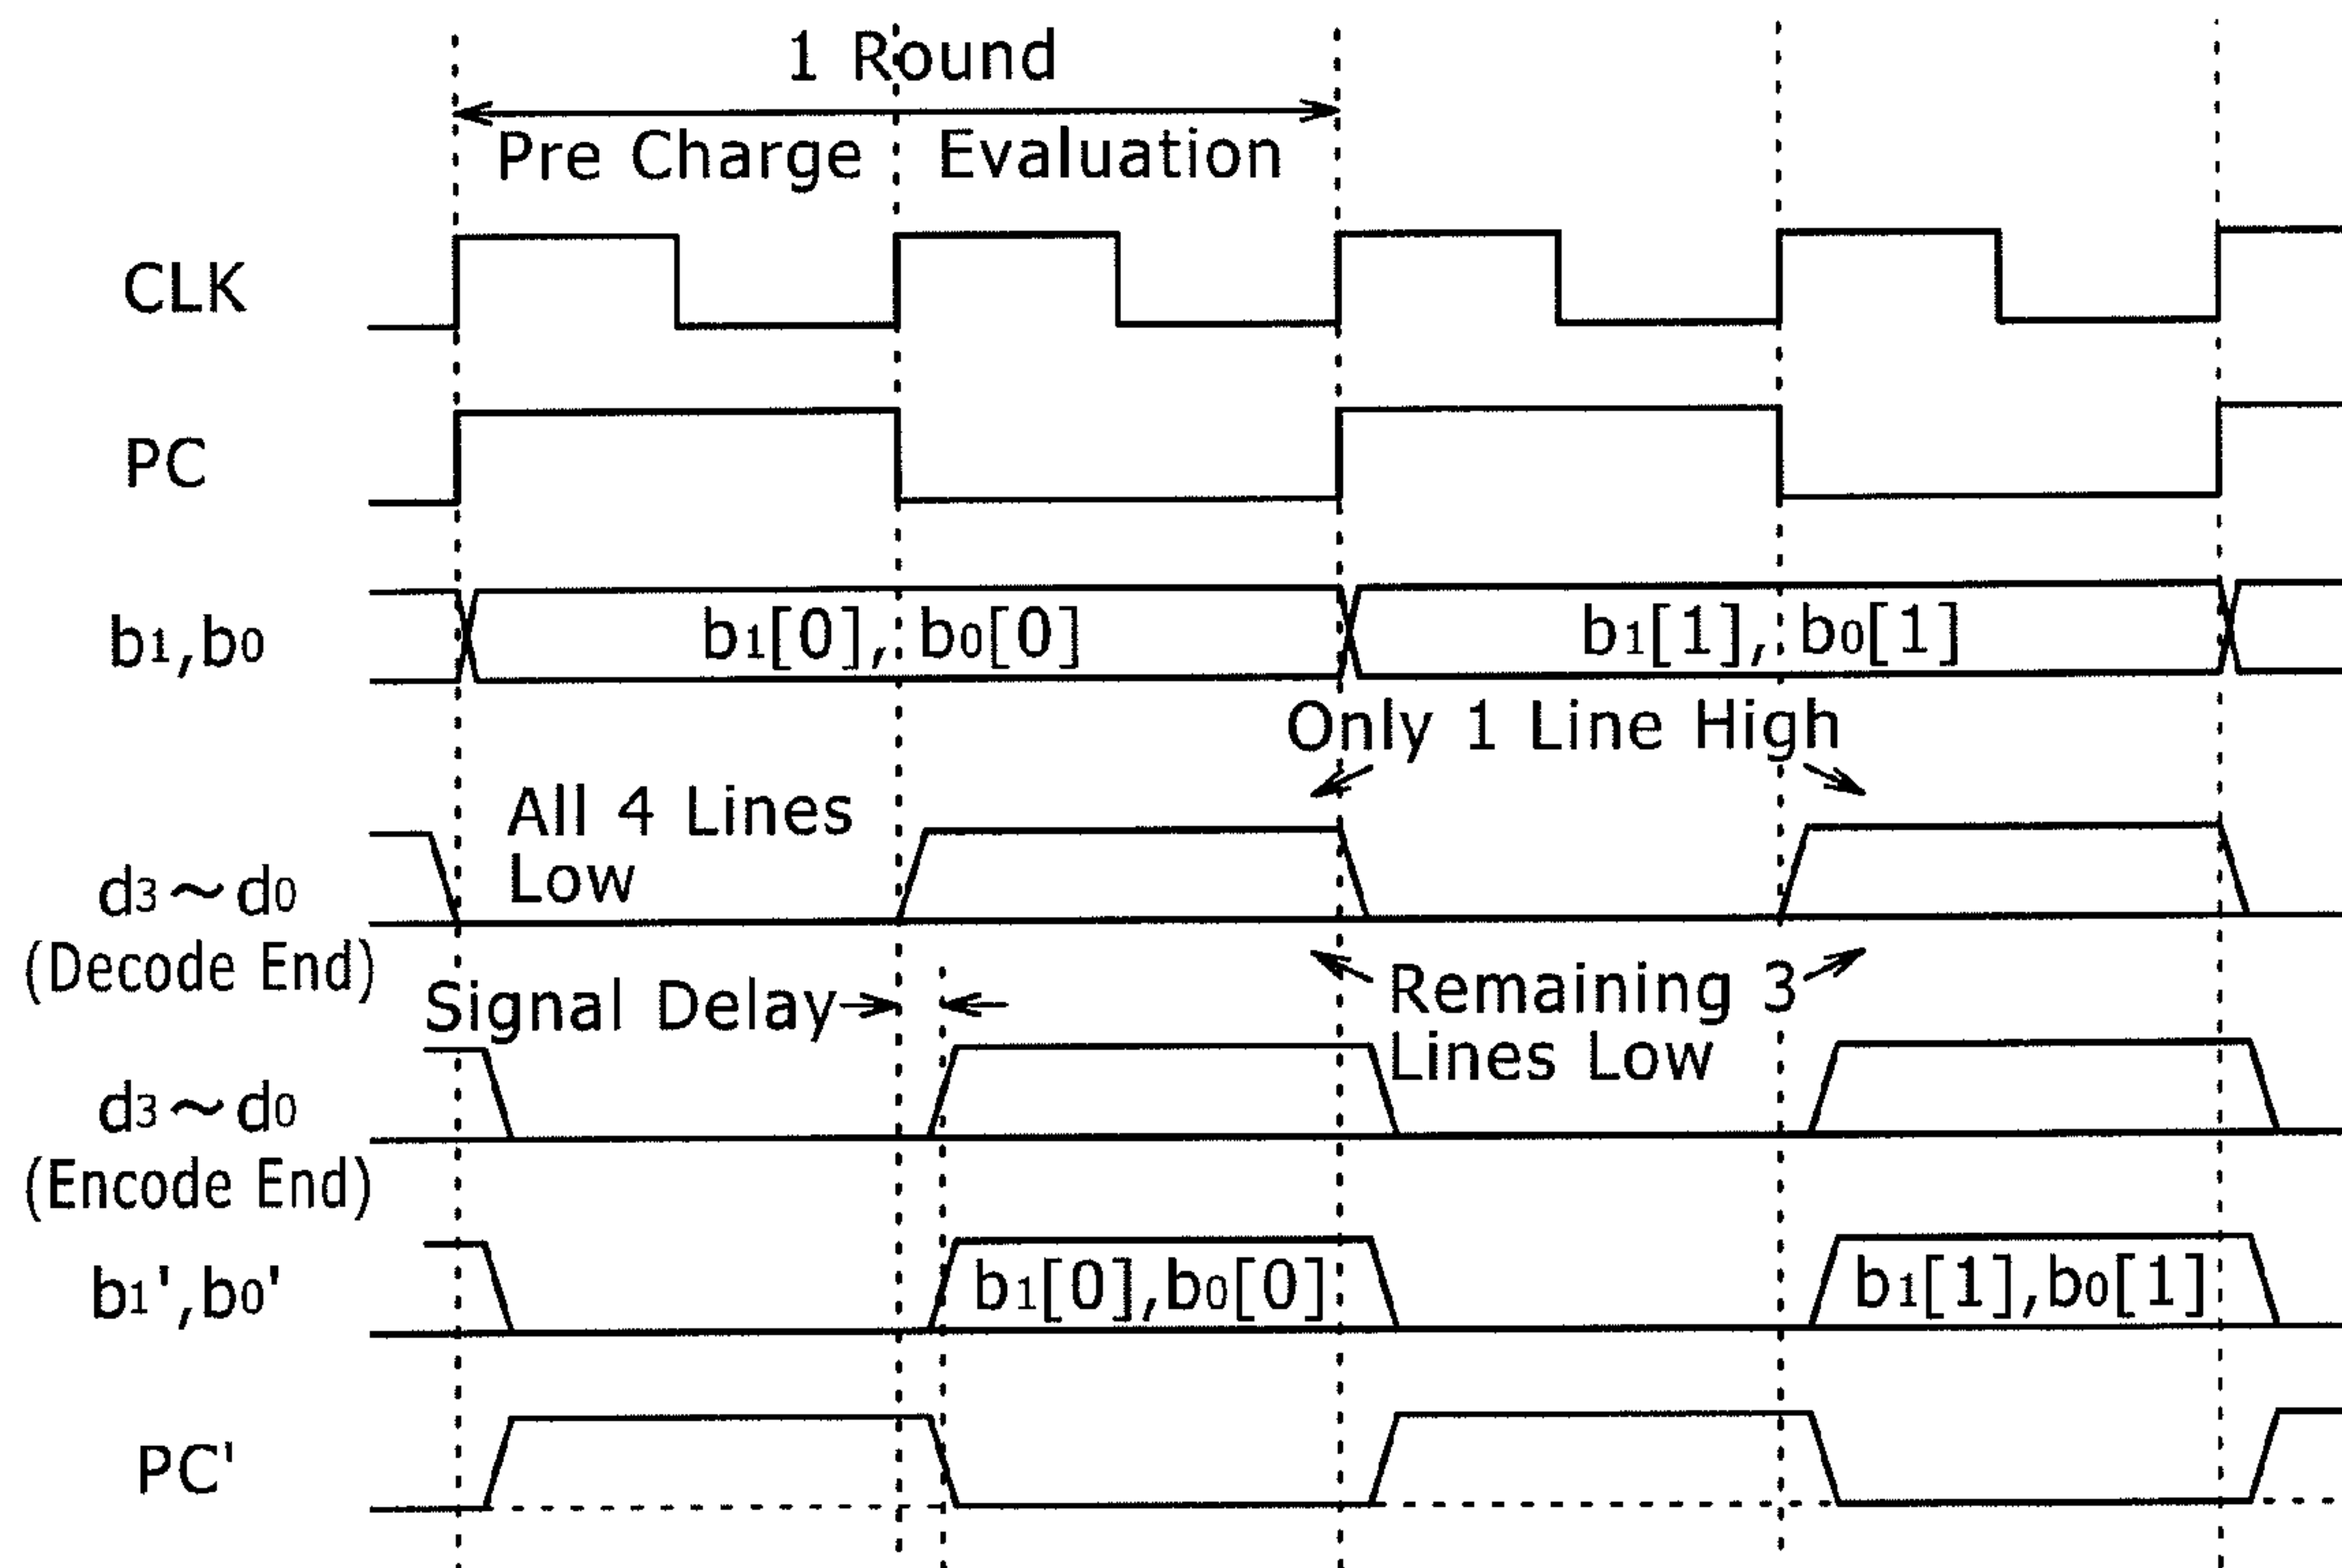 1 Round
Pre Charge Evaluation
CLK
PC
b1,b0
b1[0], b0[0]
b1[1], b0[1]
Only 1 Line High
All 4 Lines
Low
d3~d0
(Decode End)
Signal Delay
Remaining 3
Lines Low
d3~d0
(Encode End)
b1',b0'
b1[0],b0[0]
b1[1],b0[1]
PC'